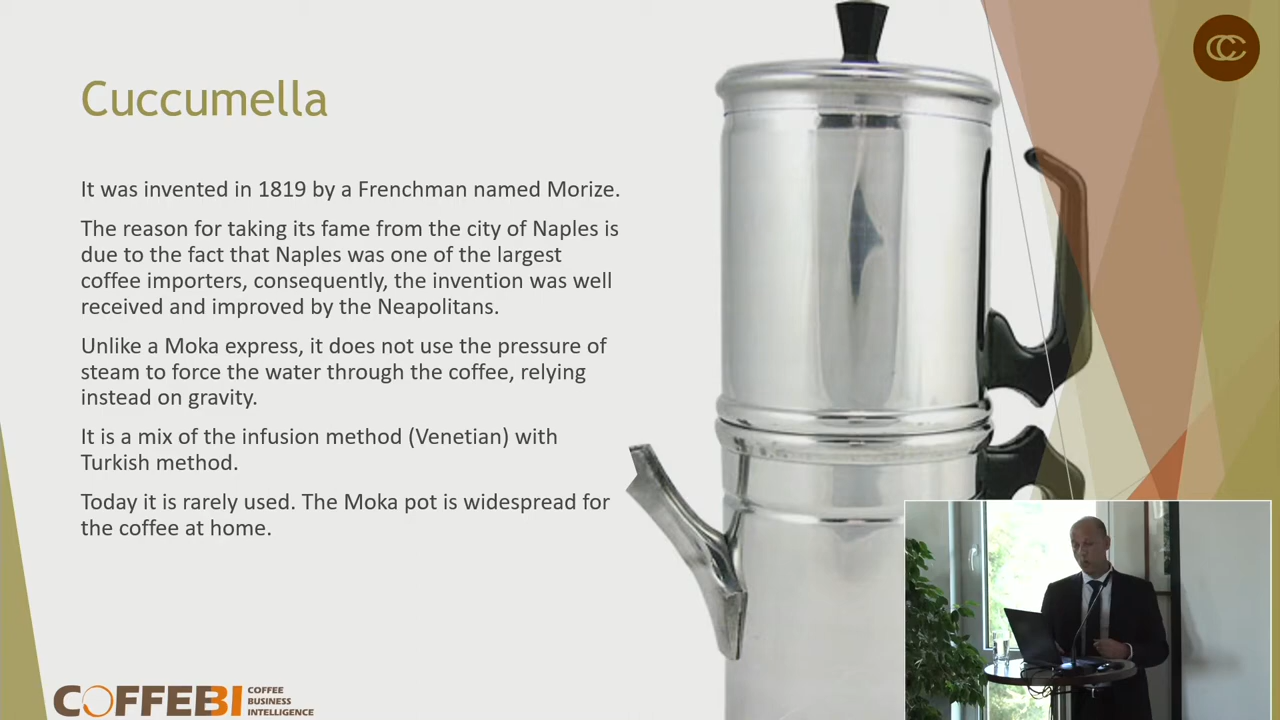 Cuccumella
It was invented in 1819 by a Frenchman named Morize.
The reason for taking its fame from the city of Naples is
due to the fact that Naples was one of the largest
coffee importers, consequently, the invention was well
received and improved by the Neapolitans.
Unlike a Moka express, it does not use the pressure of
steam to force the water through the coffee, relying
instead on gravity.
It is a mix of the infusion method (Venetian) with
Turkish method.
Today it is rarely used. The Moka pot is widespread for
the coffee at home.
COFFEBI
COFFEE
BUSINESS
INTELLIGENCE
CC